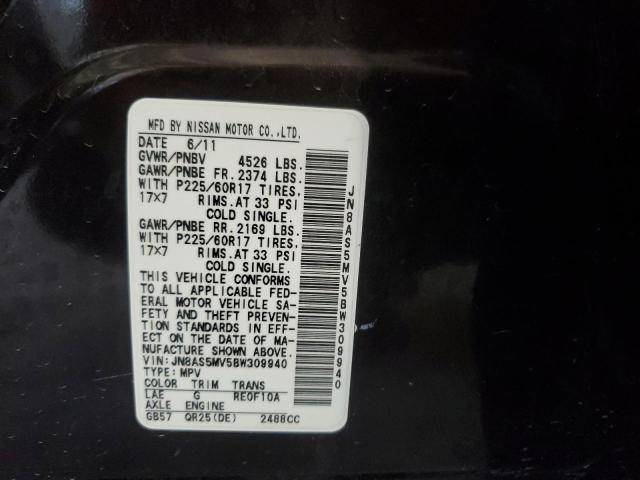 MFD BY NISSAN MOTOR CO.,LTD.
DATE 6/11
GVWR/PNBV 4526 LBS.
GAWR/PNBE FR. 2374 LBS.
WITH P225/60R17 TIRES,
17X7 RIMS.AT 33 PSI
COLD SINGLE.
GAWR/PNBE RR. 2169 LBS.
WITH P225/60R17 TIRES,
17X7 RIMS.AT 33 PSI
COLD SINGLE.
THIS VEHICLE CONFORMS
TO ALL APPLICABLE FED-
ERAL MOTOR VEHICLE SA-
FETY AND THEFT PREVEN-
TION STANDARDS IN EFF-
ECT ON THE DATE OF MA-
NUFACTURE SHOWN ABOVE.
VIN: JN8AS5MV5BW309940
TYPE: MPV
COLOR TRIM TRANS
LAE G RE0F10A
AXLE ENGINE
GB57 QR25(DE) 2488CC
JN8AS5MV5BW309940